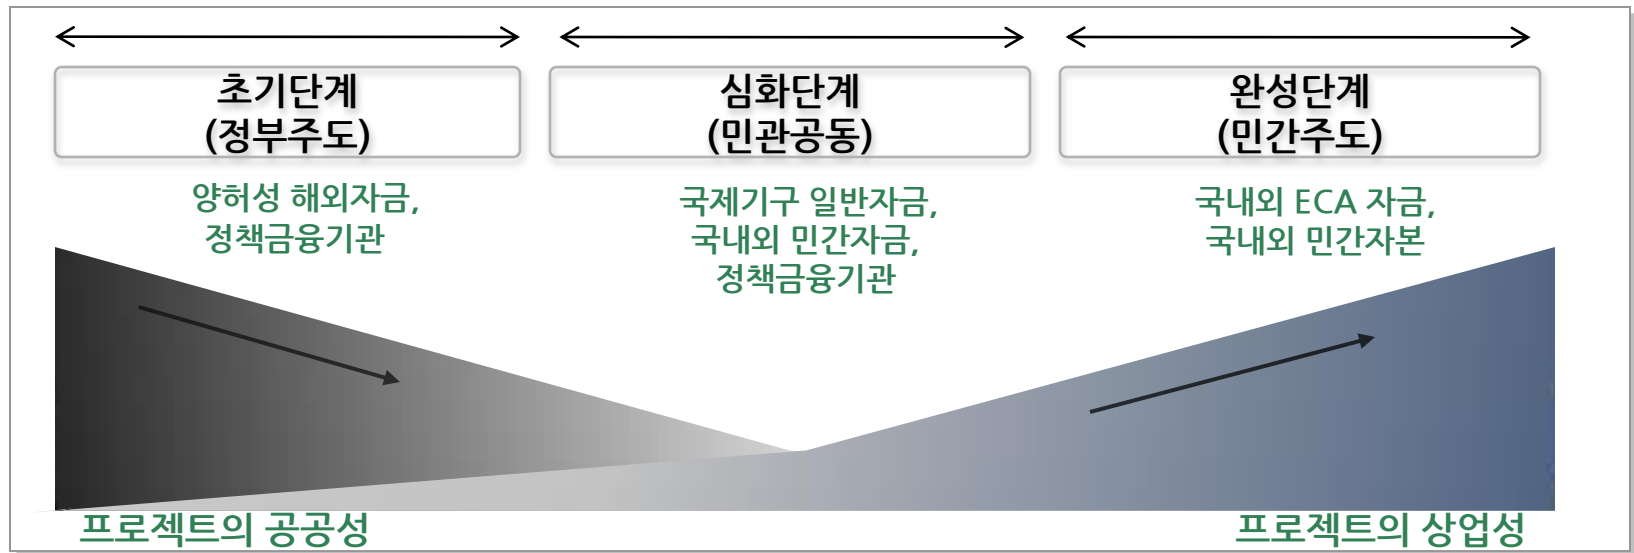 초기단계
(정부주도)
심화단계
(민관공동)
완성단계
(민간주도)
양허성 해외자금,
정책금융기관
국제기구 일반자금,
국내외 민간자금,
정책금융기관
국내외 ECA 자금,
국내외 민간자본
프로젝트의 공공성
프로젝트의 상업성